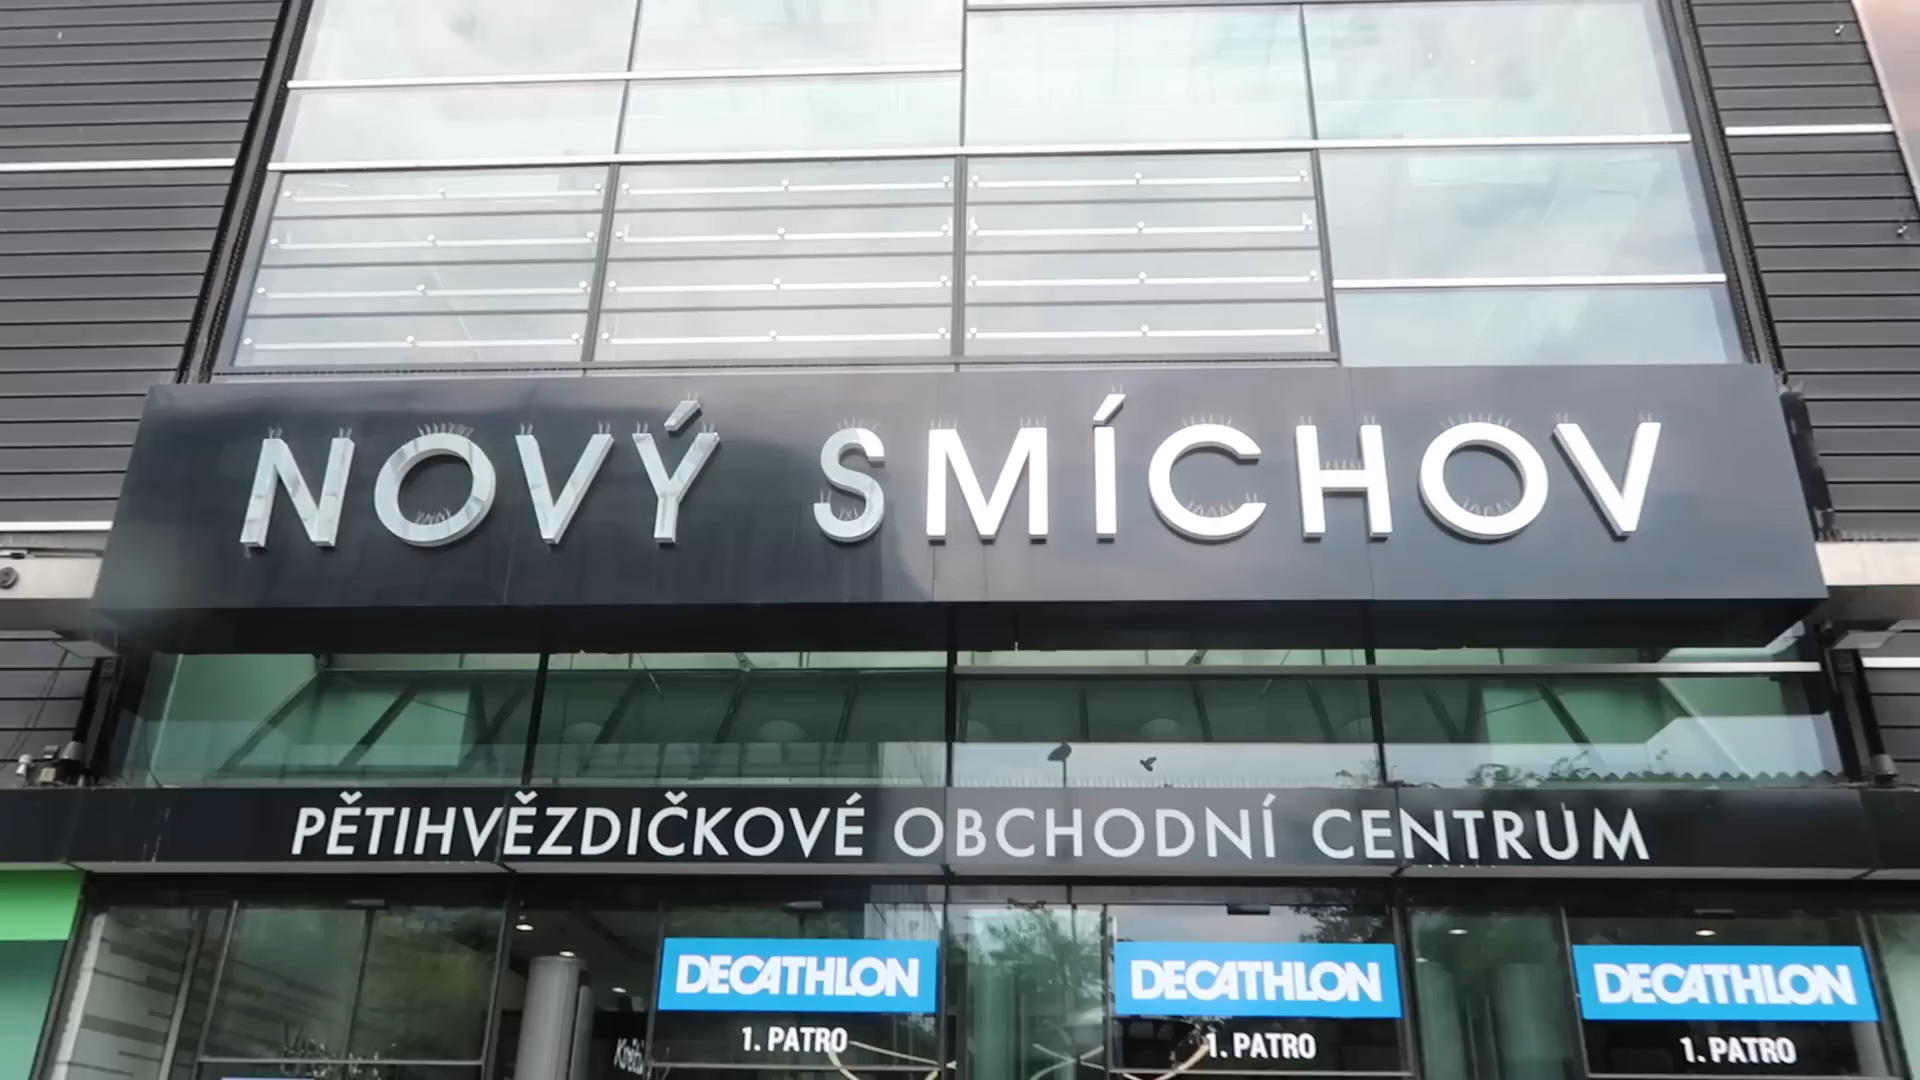 NOVÝ SMÍCHOV
PĚTIHVĚZDIČKOVÉ OBCHODNÍ CENTRUM
DECATHLON
1. PATRO
DECATHLON
1. PATRO
DECATHLON
1. PATRO